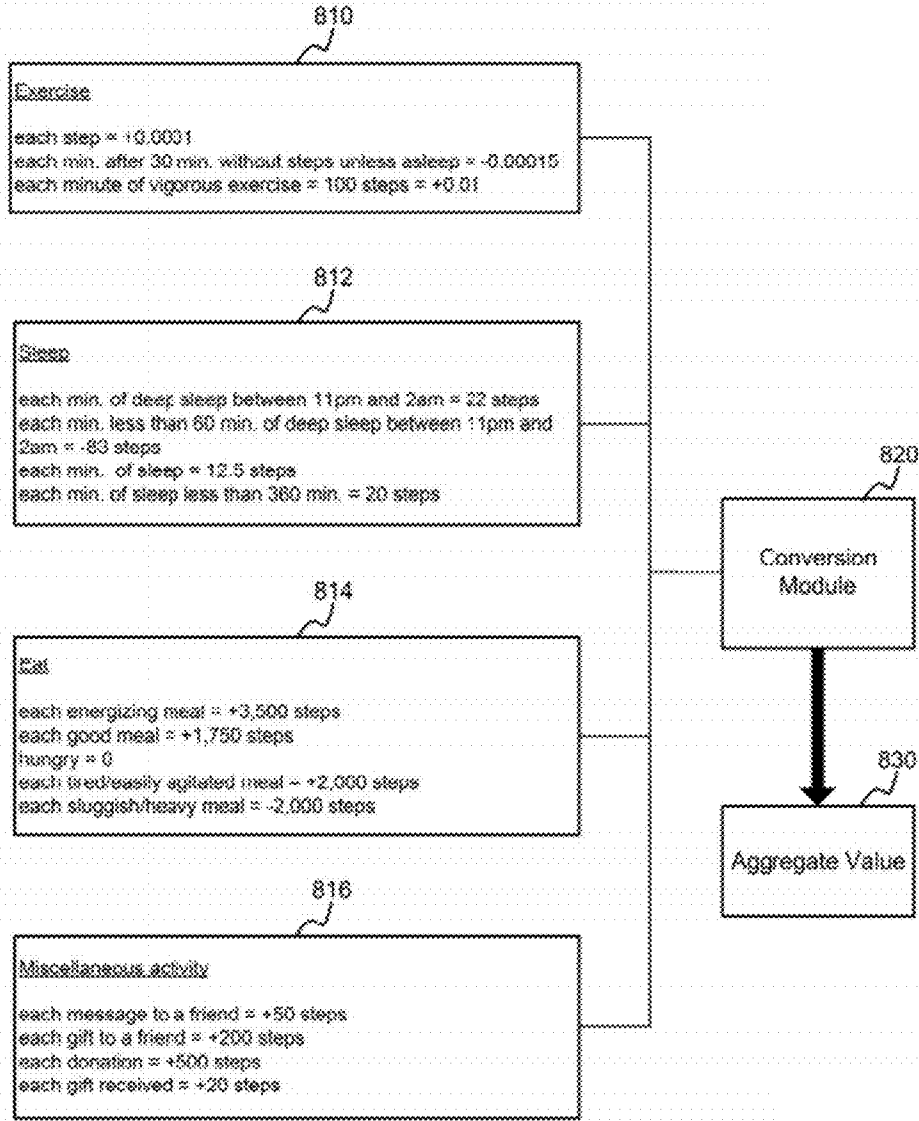 810
Exercise
each step = +0.0001
each min. after 30 min. without steps unless asleep = -0.00015
each minute of vigorous exercise = 100 steps = +0.01
812
Sleep
each min. of deep sleep between 11pm and 2am = 22 steps
each min. less than 60 min. of deep sleep between 11pm and
2am = -83 steps
each min. of sleep = 12.5 steps
each min. of sleep less than 360 min. = 20 steps
820
Conversion
Module
814
Eat
each energizing meal = +3,500 steps
each good meal = +1,750 steps
hungry = 0
each tired/easily agitated meal = +2,000 steps
each sluggish/heavy meal = -2,000 steps
830
Aggregate Value
816
Miscellaneous activity
each message to a friend = +50 steps
each gift to a friend = +200 steps
each donation = +500 steps
each gift received = +20 steps